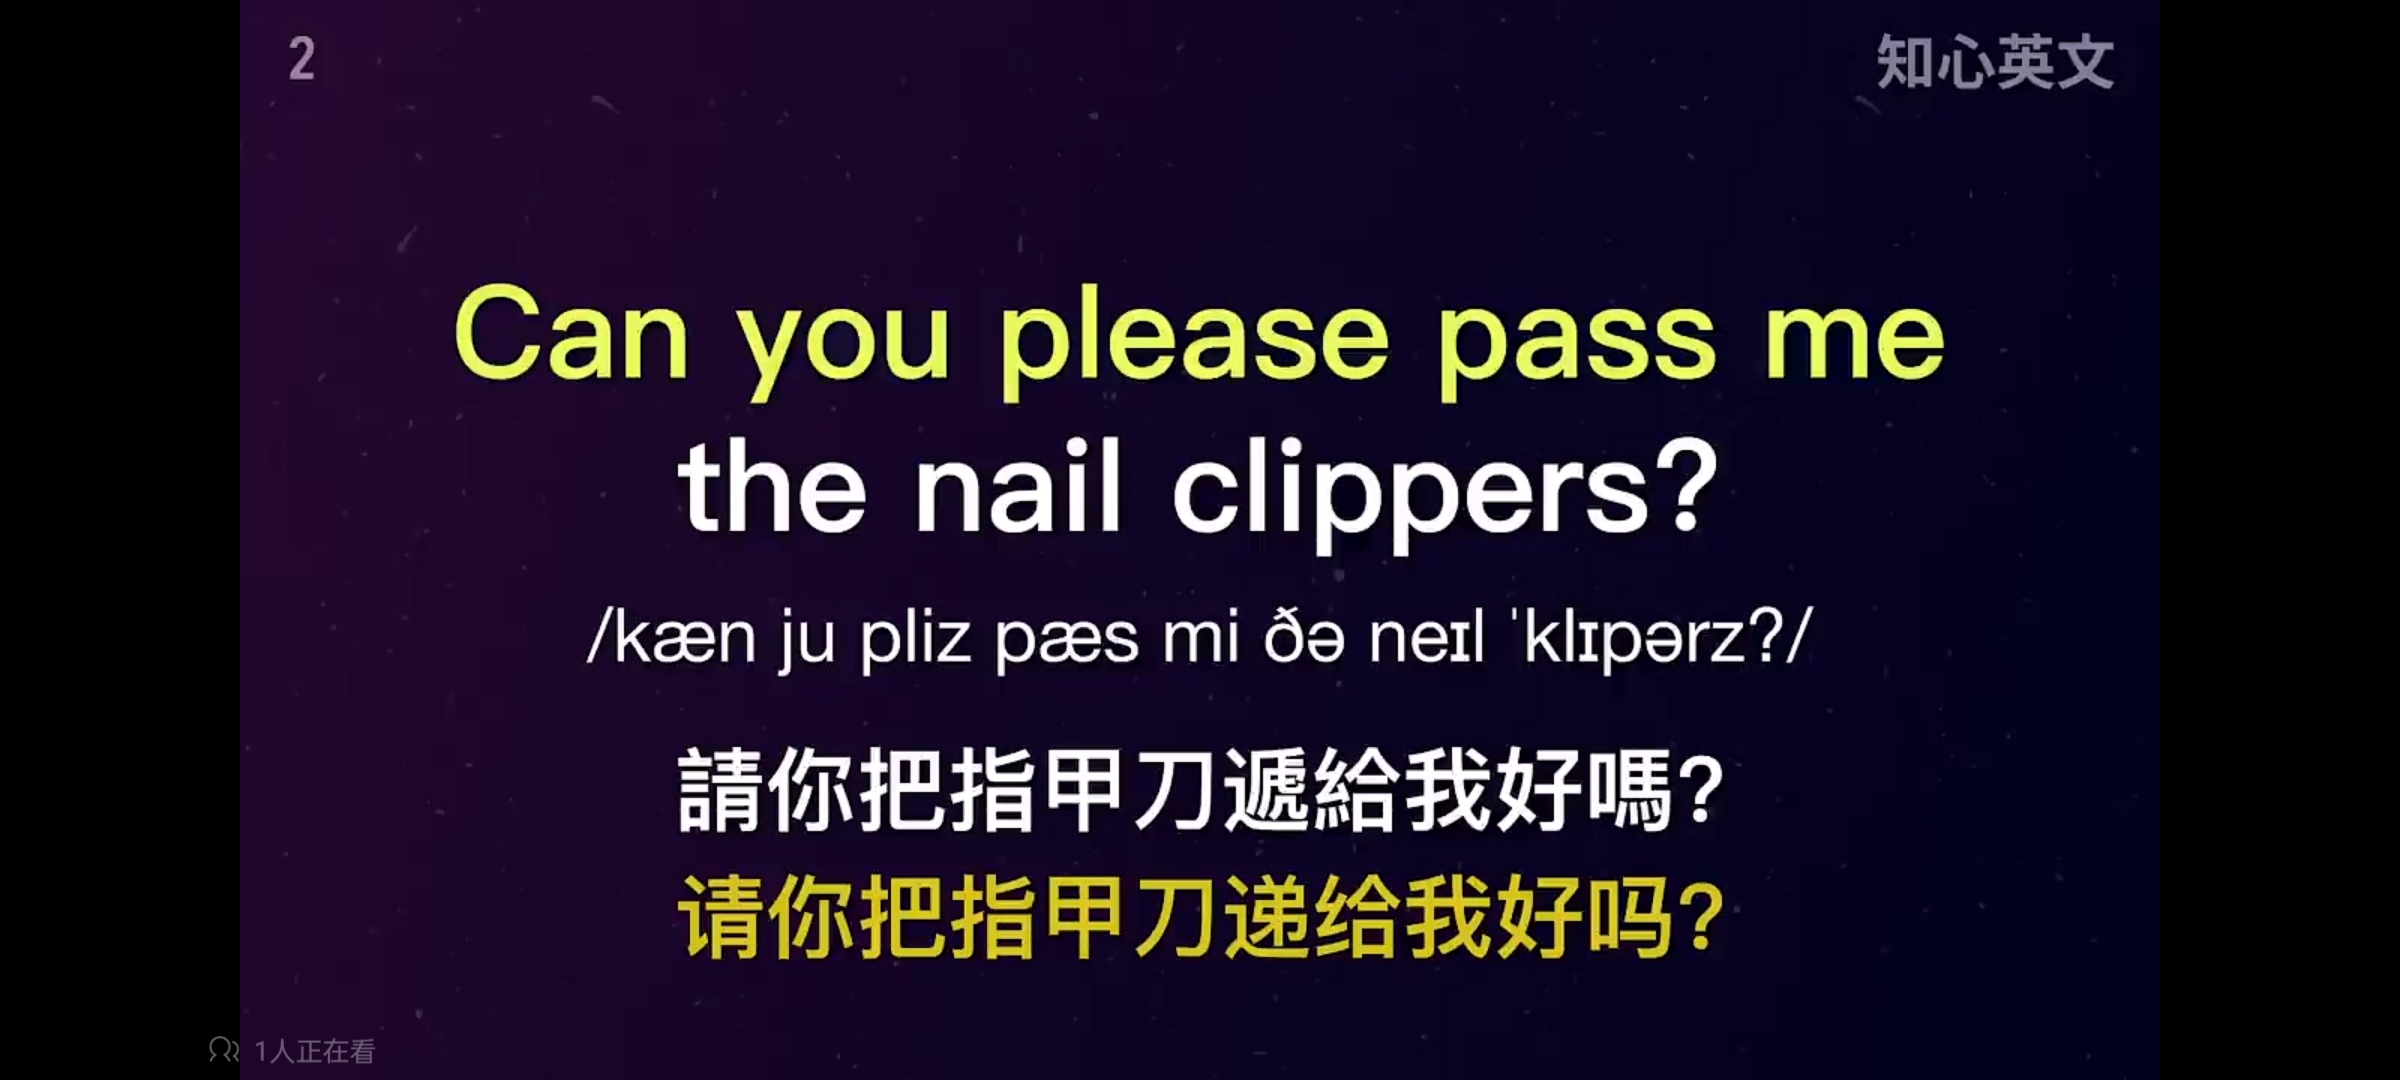 2
知心英文
Can you please pass me
the nail clippers?
/kæn ju pliz pæs mi ðə neɪl ˈklɪpərz?/
請你把指甲刀遞給我好嗎?
请你把指甲刀递给我好吗?
1人正在看